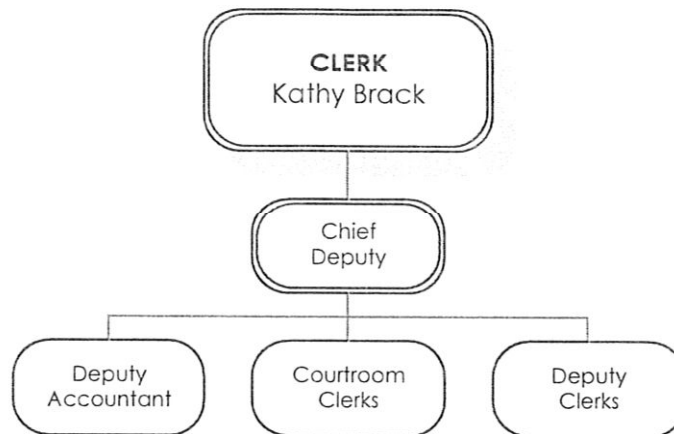 CLERK
Kathy Brack
Chief
Deputy
Deputy
Accountant
Courtroom
Clerks
Deputy
Clerks